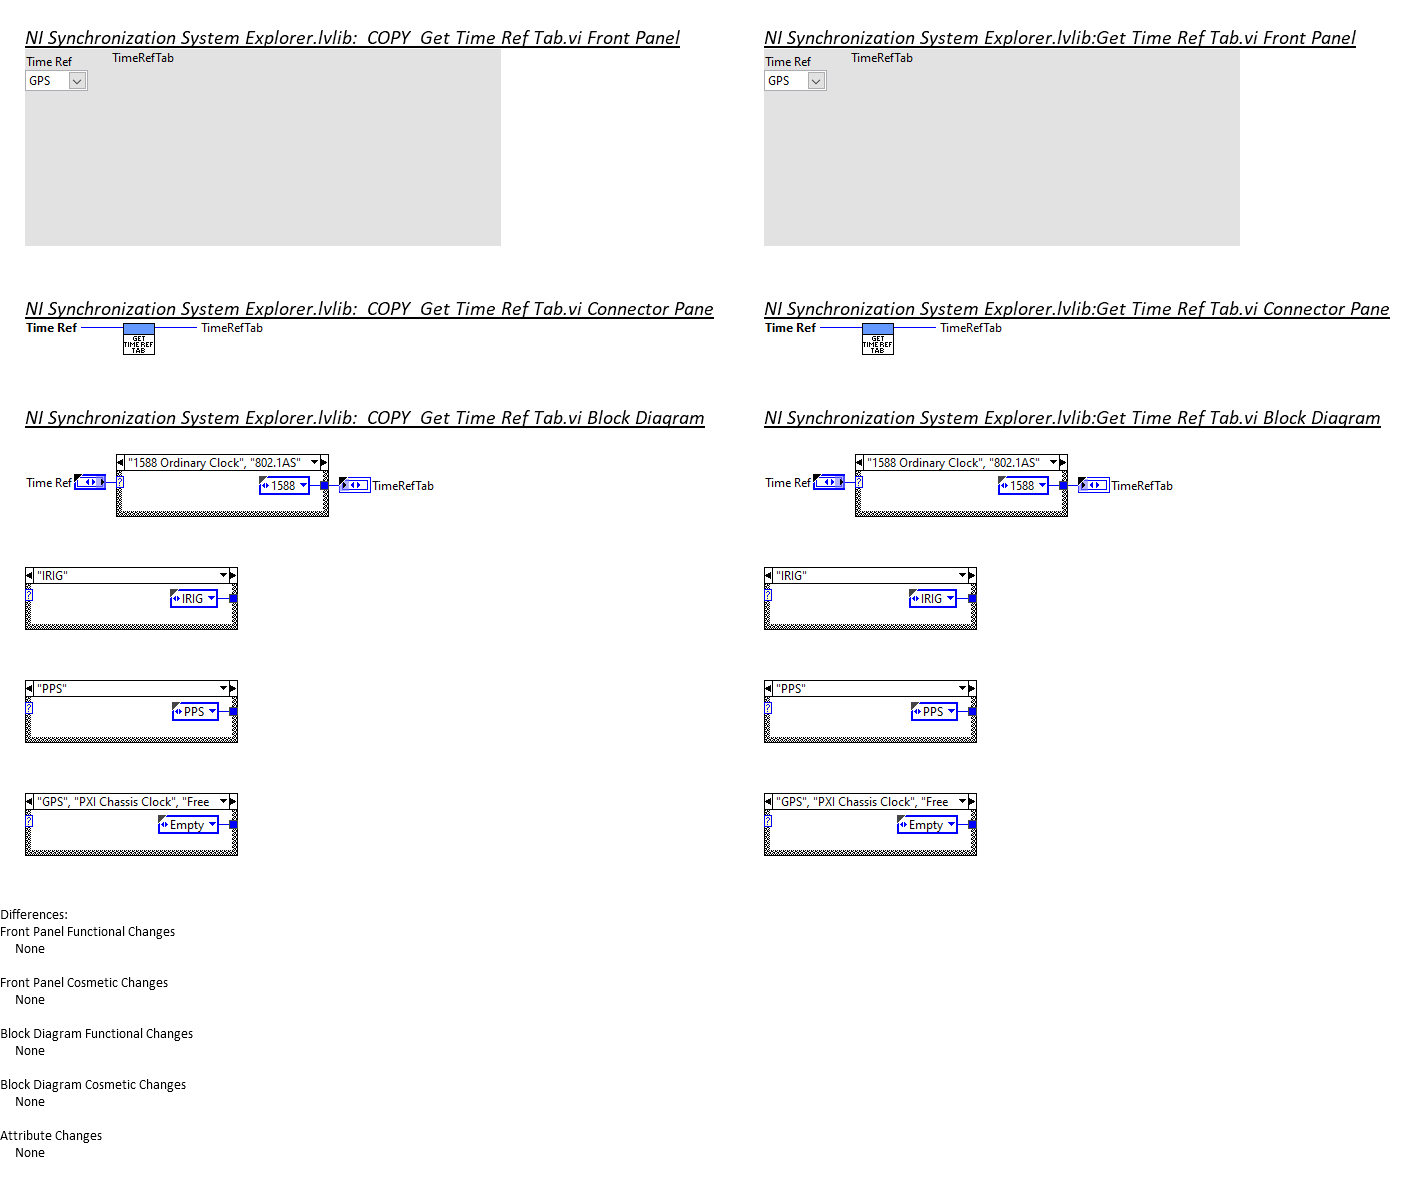 NI Synchronization System Explorer.lvlib:  COPY  Get Time Ref Tab.vi Front Panel
Time Ref
TimeRefTab
GPS
NI Synchronization System Explorer.lvlib:Get Time Ref Tab.vi Front Panel
Time Ref
TimeRefTab
GPS
NI Synchronization System Explorer.lvlib:  COPY  Get Time Ref Tab.vi Connector Pane
Time Ref
TimeRefTab
GET
TIME REF
TAB
NI Synchronization System Explorer.lvlib:Get Time Ref Tab.vi Connector Pane
Time Ref
TimeRefTab
GET
TIME REF
TAB
NI Synchronization System Explorer.lvlib:  COPY  Get Time Ref Tab.vi Block Diagram
"1588 Ordinary Clock", "802.1AS"
Time Ref
?
1588
TimeRefTab
"IRIG"
?
IRIG
"PPS"
?
PPS
"GPS", "PXI Chassis Clock", "Free
?
Empty
NI Synchronization System Explorer.lvlib:Get Time Ref Tab.vi Block Diagram
"1588 Ordinary Clock", "802.1AS"
Time Ref
?
1588
TimeRefTab
"IRIG"
?
IRIG
"PPS"
?
PPS
"GPS", "PXI Chassis Clock", "Free
?
Empty
Differences:
Front Panel Functional Changes
None
Front Panel Cosmetic Changes
None
Block Diagram Functional Changes
None
Block Diagram Cosmetic Changes
None
Attribute Changes
None